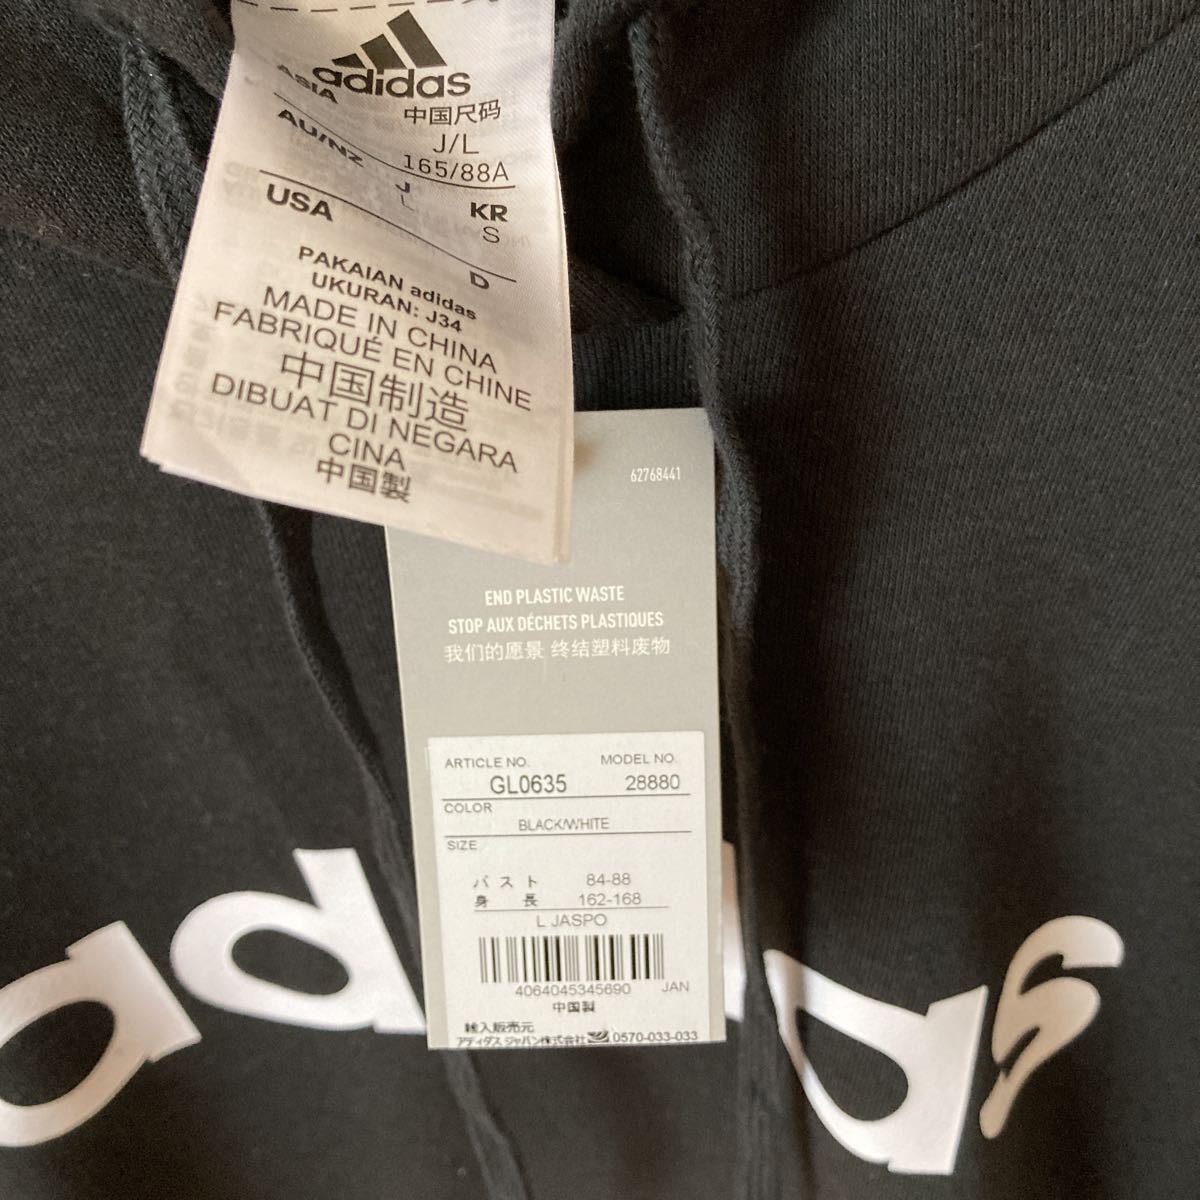 adidas
ASIA
中国尺码
J/L
165/88A
AU/NZ
J
L
KR
S
USA
D
PAKAIAN adidas
UKURAN: J34
MADE IN CHINA
FABRIQUÉ EN CHINE
中国制造
DIBUAT DI NEGARA
CINA
中国製
62768441
END PLASTIC WASTE
STOP AUX DÉCHETS PLASTIQUES
我们的愿景 终结塑料废物
ARTICLE NO. MODEL NO.
GL0635 28880
COLOR
BLACK/WHITE
SIZE
バスト 84-88
身長 162-168
L JASPO
4064045345690 JAN
中国製
輸入販売元
アディダス ジャパン株式会社 0570-033-033
adidas